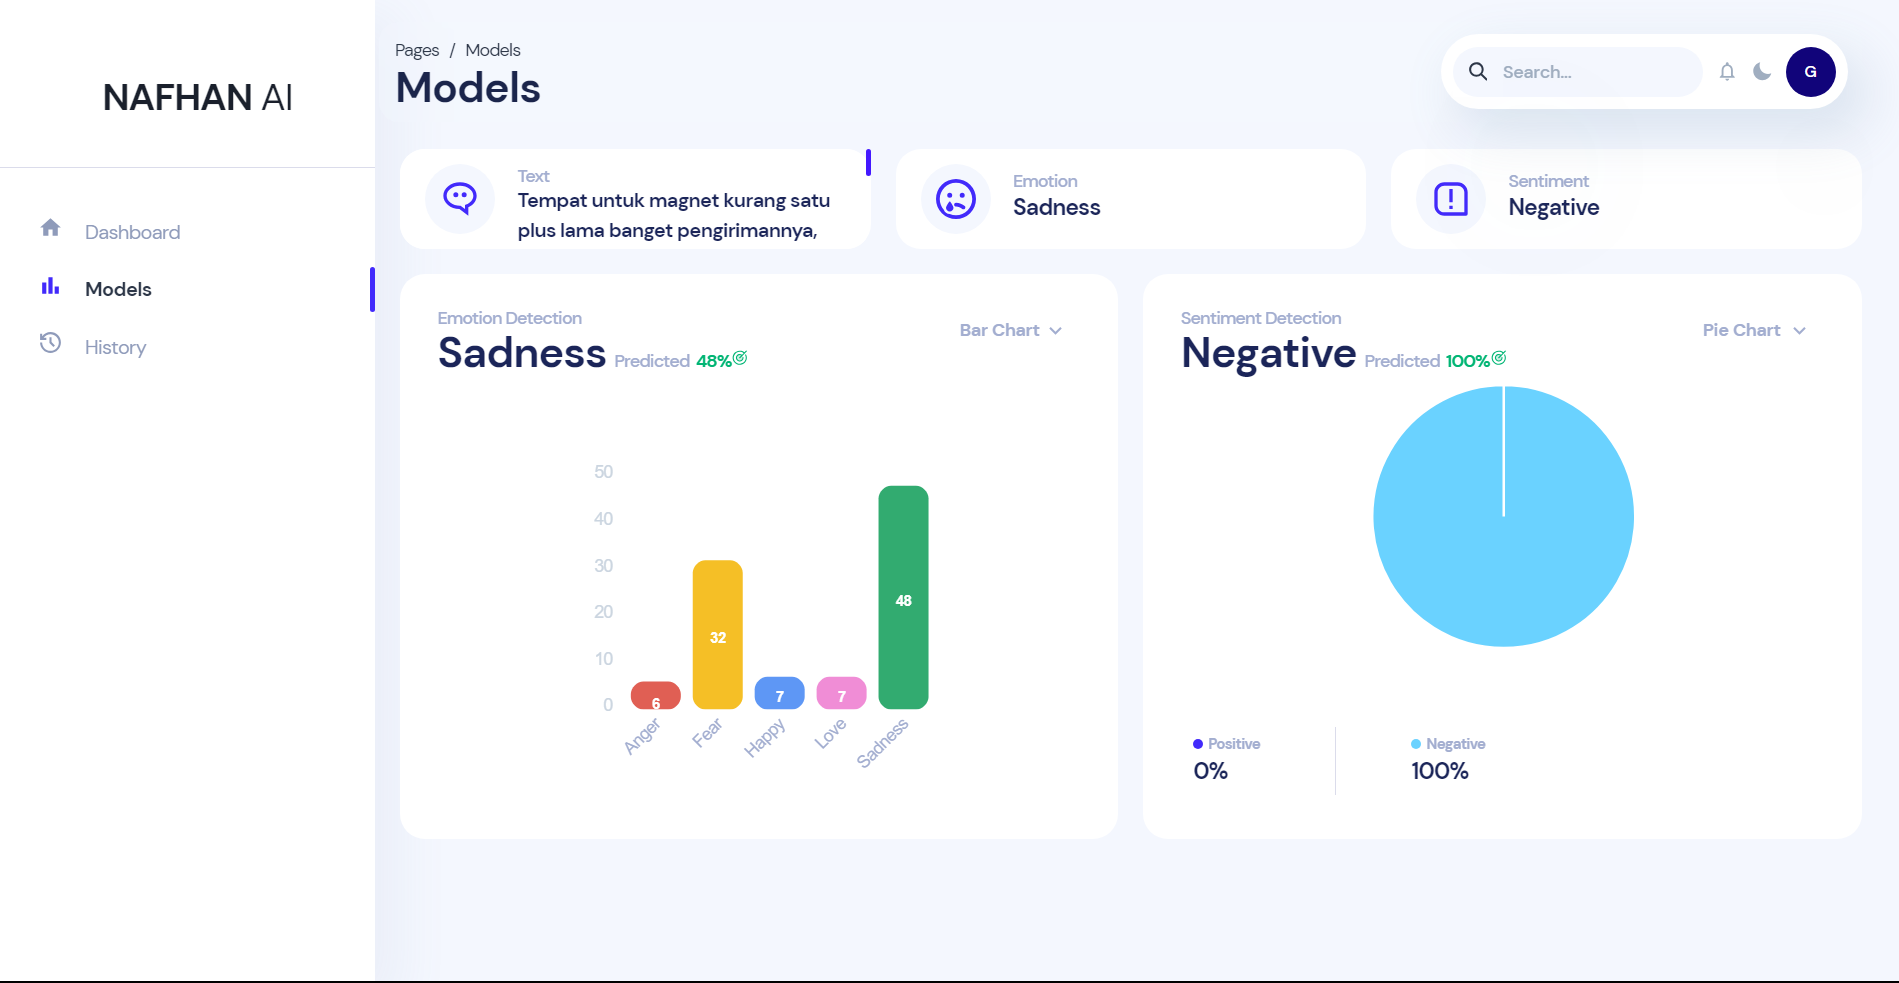 NAFHAN AI
Dashboard
Models
History
Pages / Models
Models
Search...
G
Text
Tempat untuk magnet kurang satu
plus lama banget pengirimannya,
Emotion
Sadness
Sentiment
Negative
Emotion Detection
Sadness Predicted 48%
Bar Chart
50
40
30
20
10
0
6
32
7
7
48
Anger
Fear
Happy
Love
Sadness
Sentiment Detection
Negative Predicted 100%
Pie Chart
Positive
0%
Negative
100%